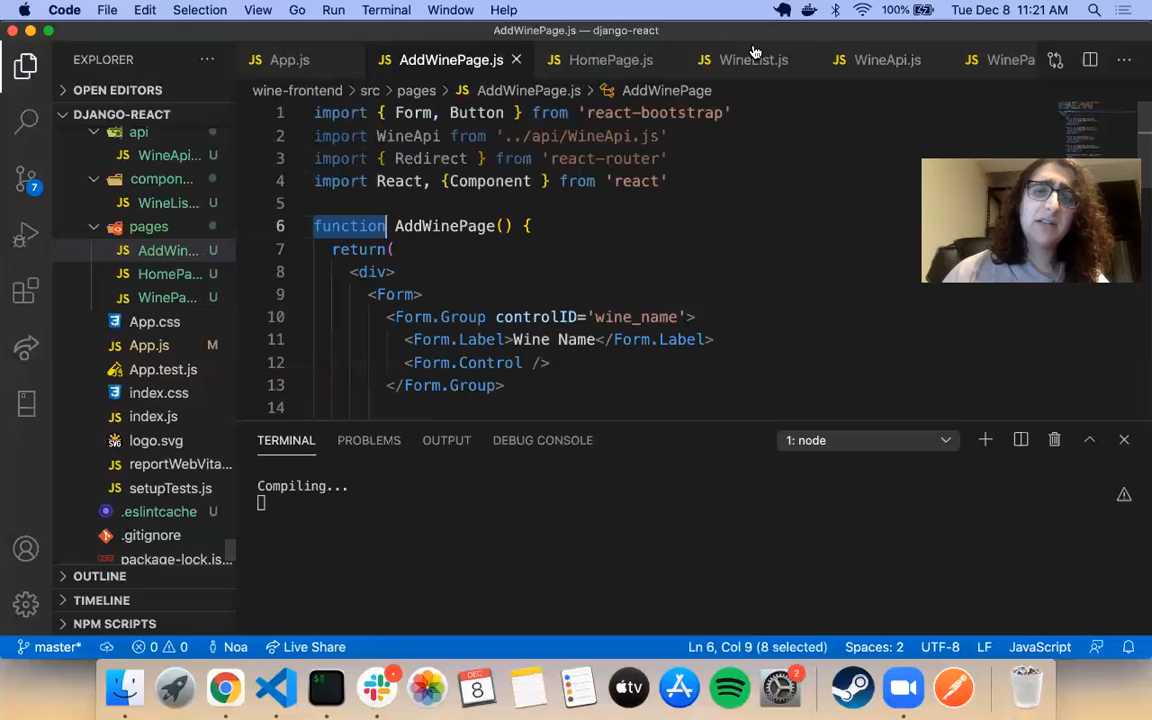 Code File Edit Selection View Go Run Terminal Window Help 100% Tue Dec 8 11:21 AM
AddWinePage.js — django-react
EXPLORER
OPEN EDITORS
DJANGO-REACT
api
JS WineApi... U
compon...
JS WineLis... U
pages
JS AddWin... U
JS HomePa... U
JS WinePa... U
App.css
JS App.js M
App.test.js
index.css
JS index.js
logo.svg
JS reportWebVita...
JS setupTests.js
.eslintcache U
.gitignore
package-lock.js...
OUTLINE
TIMELINE
NPM SCRIPTS
7
JS App.js JS AddWinePage.js JS HomePage.js JS WineList.js JS WineApi.js JS WinePa
wine-frontend > src > pages > JS AddWinePage.js > AddWinePage
1 import { Form, Button } from 'react-bootstrap'
2 import WineApi from '../api/WineApi.js'
3 import { Redirect } from 'react-router'
4 import React, {Component } from 'react'
5
6 function AddWinePage() {
7 return(
8 <div>
9 <Form>
10 <Form.Group controlID='wine_name'>
11 <Form.Label>Wine Name</Form.Label>
12 <Form.Control />
13 </Form.Group>
14
TERMINAL PROBLEMS OUTPUT DEBUG CONSOLE 1: node
Compiling...
master* 0 0 Noa Live Share Ln 6, Col 9 (8 selected) Spaces: 2 UTF-8 LF JavaScript
DEC
8
tv
2